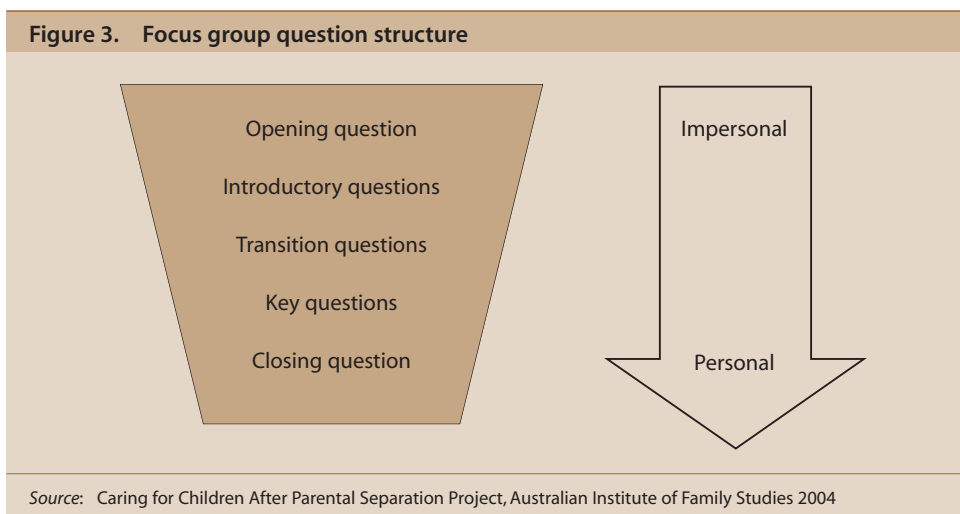 Figure 3. Focus group question structure
Opening question
Introductory questions
Transition questions
Key questions
Closing question
Impersonal
Personal
Source: Caring for Children After Parental Separation Project, Australian Institute of Family Studies 2004